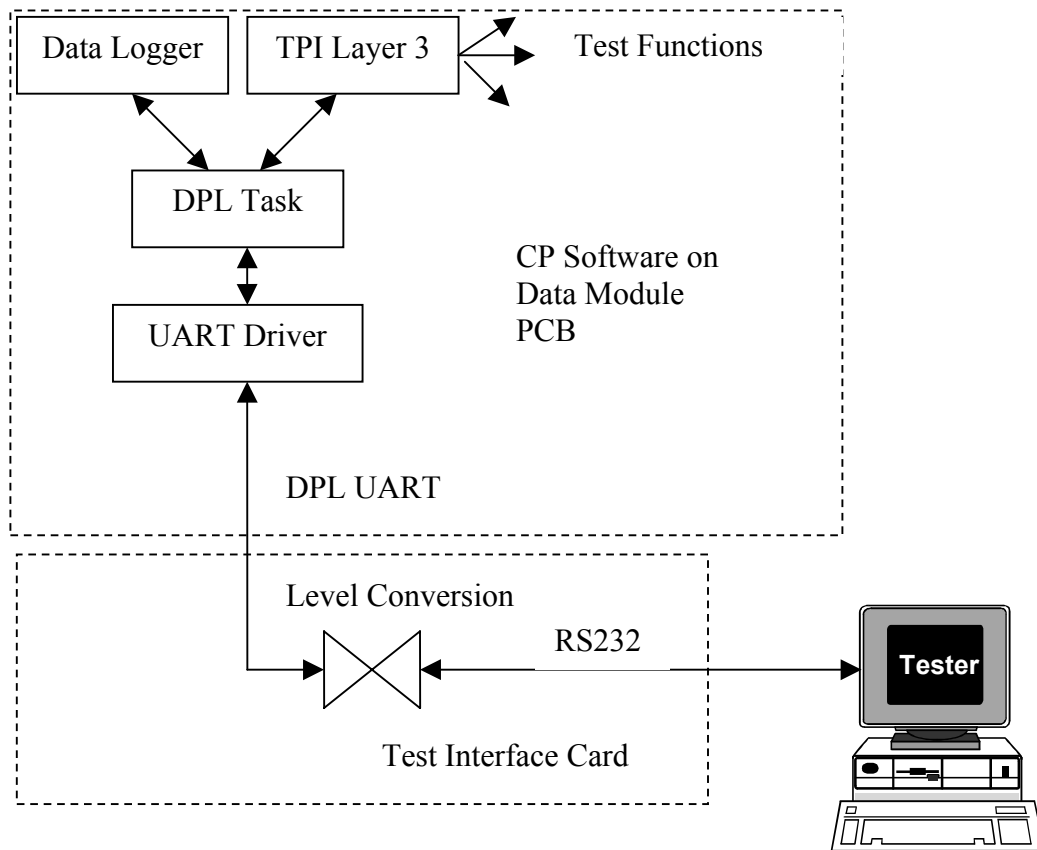 Data Logger
TPI Layer 3
Test Functions
DPL Task
CP Software on
Data Module
PCB
UART Driver
DPL UART
Level Conversion
RS232
Tester
Test Interface Card